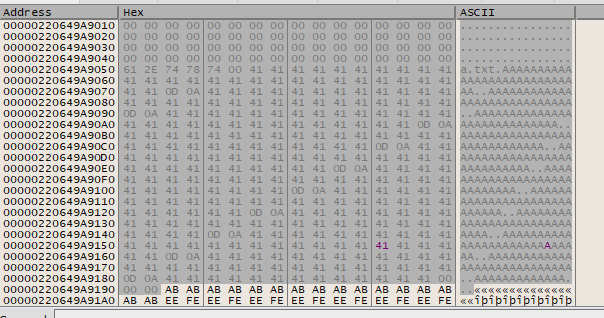 Address Hex ASCII
00000220649A9010 00 00 00 00 00 00 00 00 00 00 00 00 00 00 00 00 ................
00000220649A9020 00 00 00 00 00 00 00 00 00 00 00 00 00 00 00 00 ................
00000220649A9030 00 00 00 00 00 00 00 00 00 00 00 00 00 00 00 00 ................
00000220649A9040 00 00 00 00 00 00 00 00 00 00 00 00 00 00 00 00 ................
00000220649A9050 61 2E 74 78 74 00 41 41 41 41 41 41 41 41 41 41 a.txt.AAAAAAAAAA
00000220649A9060 41 41 41 41 41 41 41 41 41 41 41 41 41 41 41 41 AAAAAAAAAAAAAAAA
00000220649A9070 41 41 0D 0A 41 41 41 41 41 41 41 41 41 41 41 41 AA..AAAAAAAAAAAA
00000220649A9080 41 41 41 41 41 41 41 41 41 41 41 41 41 41 41 41 AAAAAAAAAAAAAAAA
00000220649A9090 0D 0A 41 41 41 41 41 41 41 41 41 41 41 41 41 41 ..AAAAAAAAAAAAAA
00000220649A90A0 41 41 41 41 41 41 41 41 41 41 41 41 41 41 0D 0A AAAAAAAAAAAAAA..
00000220649A90B0 41 41 41 41 41 41 41 41 41 41 41 41 41 41 41 41 AAAAAAAAAAAAAAAA
00000220649A90C0 41 41 41 41 41 41 41 41 41 41 41 41 0D 0A 41 41 AAAAAAAAAAAA..AA
00000220649A90D0 41 41 41 41 41 41 41 41 41 41 41 41 41 41 41 41 AAAAAAAAAAAAAAAA
00000220649A90E0 41 41 41 41 41 41 41 41 41 41 0D 0A 41 41 41 41 AAAAAAAAAA..AAAA
00000220649A90F0 41 41 41 41 41 41 41 41 41 41 41 41 41 41 41 41 AAAAAAAAAAAAAAAA
00000220649A9100 41 41 41 41 41 41 41 41 0D 0A 41 41 41 41 41 41 AAAAAAAA..AAAAAA
00000220649A9110 41 41 41 41 41 41 41 41 41 41 41 41 41 41 41 41 AAAAAAAAAAAAAAAA
00000220649A9120 41 41 41 41 41 41 0D 0A 41 41 41 41 41 41 41 41 AAAAAA..AAAAAAAA
00000220649A9130 41 41 41 41 41 41 41 41 41 41 41 41 41 41 41 41 AAAAAAAAAAAAAAAA
00000220649A9140 41 41 41 41 0D 0A 41 41 41 41 41 41 41 41 41 41 AAAA..AAAAAAAAAA
00000220649A9150 41 41 41 41 41 41 41 41 41 41 41 41 41 41 41 41 AAAAAAAAAAAAAAAA
00000220649A9160 41 41 0D 0A 41 41 41 41 41 41 41 41 41 41 41 41 AA..AAAAAAAAAAAA
00000220649A9170 41 41 41 41 41 41 41 41 41 41 41 41 41 41 41 41 AAAAAAAAAAAAAAAA
00000220649A9180 0D 0A 41 41 41 41 41 41 41 41 41 41 41 41 41 00 ..AAAAAAAAAAAAA.
00000220649A9190 00 00 AB AB AB AB AB AB AB AB AB AB AB AB AB AB ..««««««««««««««
00000220649A91A0 AB AB EE FE EE FE EE FE EE FE EE FE EE FE EE FE ««îþîþîþîþîþîþîþ